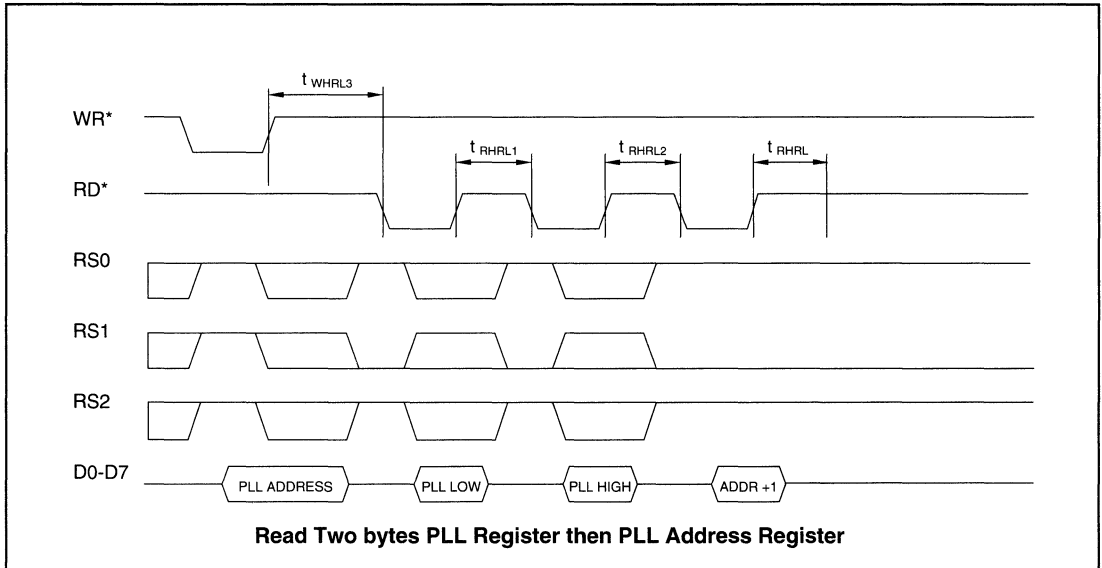 t WHRL3
WR*
t RHRL1
t RHRL2
t RHRL
RD*
RS0
RS1
RS2
D0-D7
PLL ADDRESS
PLL LOW
PLL HIGH
ADDR +1
Read Two bytes PLL Register then PLL Address Register